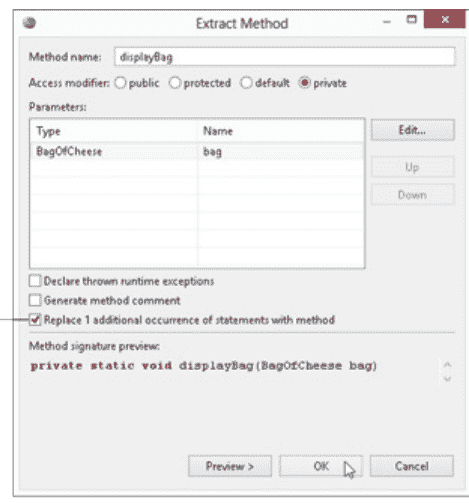 Extract Method
Method name: displayBag
Access modifier: public protected default private
Parameters:
Type Name Edit...
BagOfCheese bag
Up
Down
Declare thrown runtime exceptions
Generate method comment
Replace 1 additional occurrence of statements with method
Method signature preview:
private static void displayBag(BagOfCheese bag)
Preview > OK Cancel